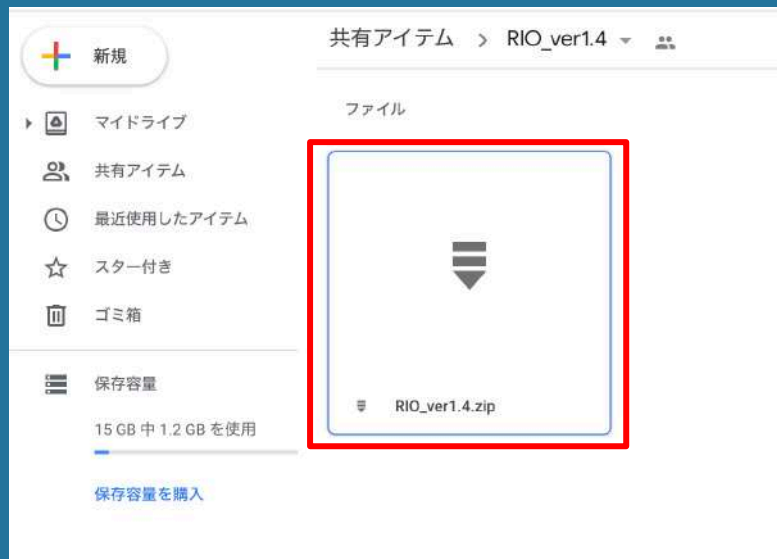 新規
マイドライブ
共有アイテム
最近使用したアイテム
スター付き
ゴミ箱
保存容量
15 GB 中 1.2 GB を使用
保存容量を購入
共有アイテム > RIO_ver1.4
ファイル
RIO_ver1.4.zip